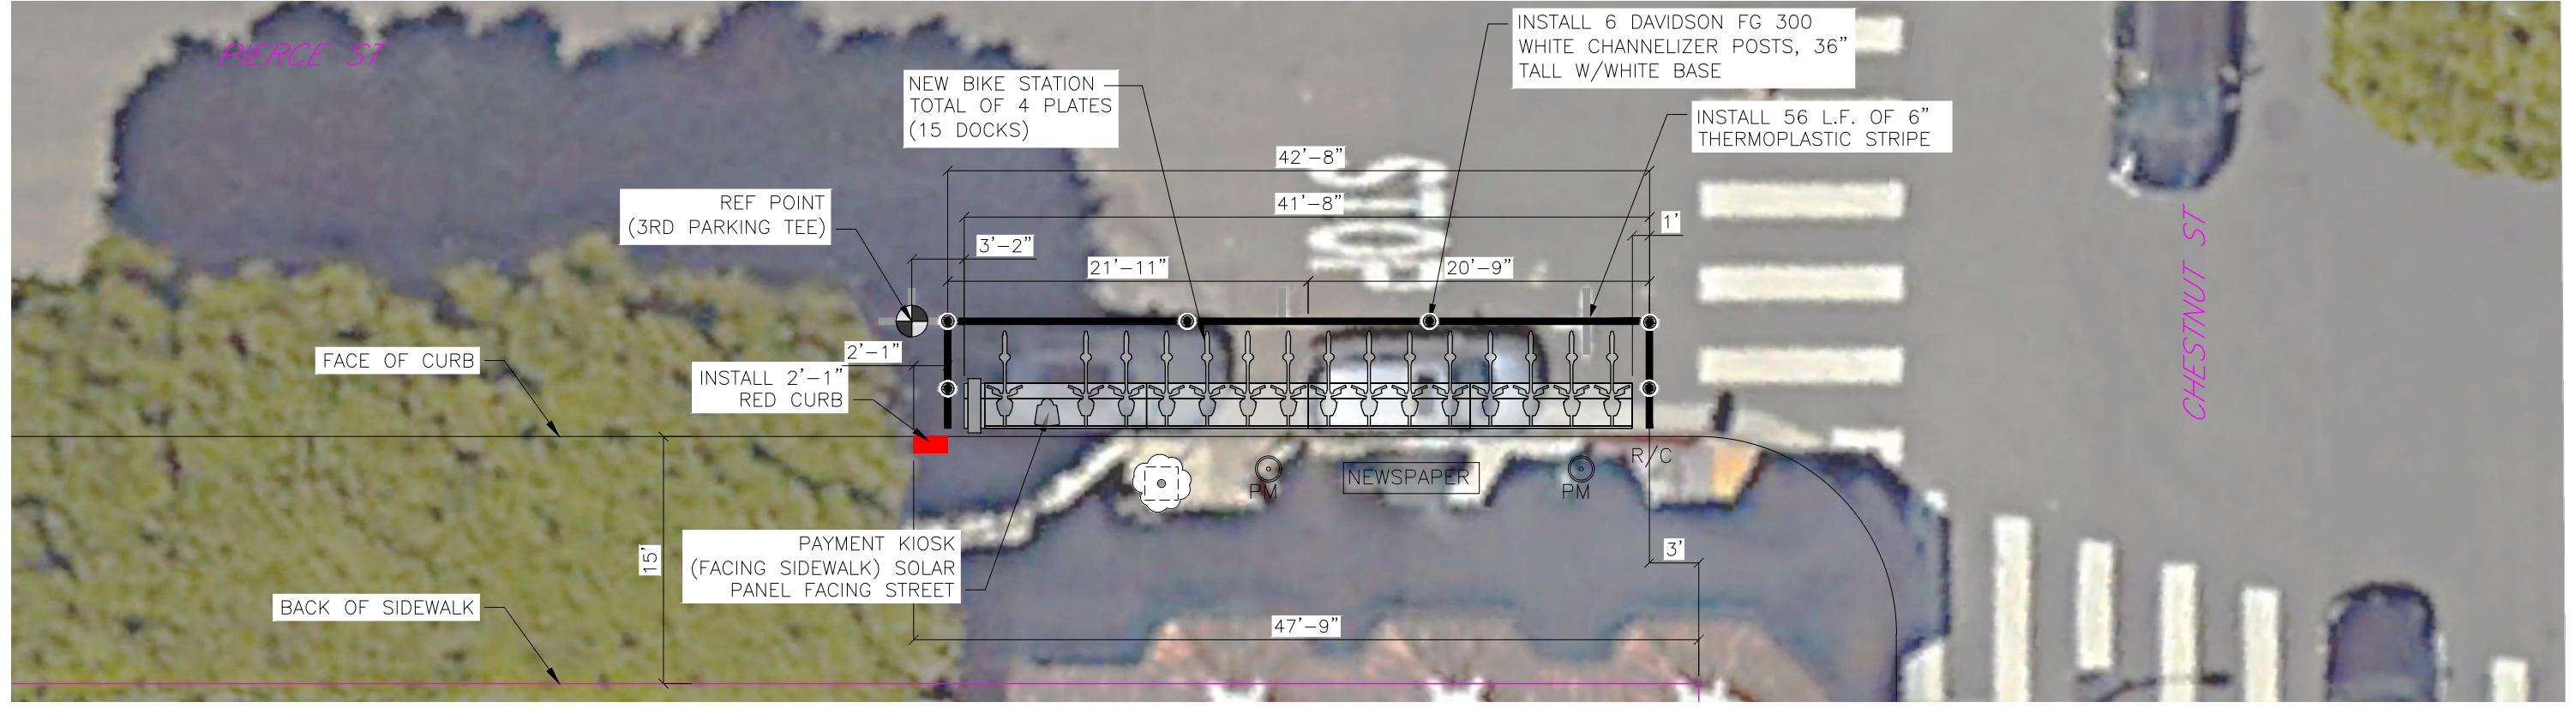 PIERCE ST
INSTALL 6 DAVIDSON FG 300
WHITE CHANNELIZER POSTS, 36”
TALL W/WHITE BASE
NEW BIKE STATION
TOTAL OF 4 PLATES
(15 DOCKS)
INSTALL 56 L.F. OF 6”
THERMOPLASTIC STRIPE
42'-8”
41'-8”
REF POINT
(3RD PARKING TEE)
1'
3'-2”
21'-11”
20'-9”
CHESTNUT ST
2'-1”
FACE OF CURB
INSTALL 2'-1”
RED CURB
R/C
NEWSPAPER
PM
PM
15'
PAYMENT KIOSK
(FACING SIDEWALK) SOLAR
PANEL FACING STREET
3'
BACK OF SIDEWALK
47'-9”